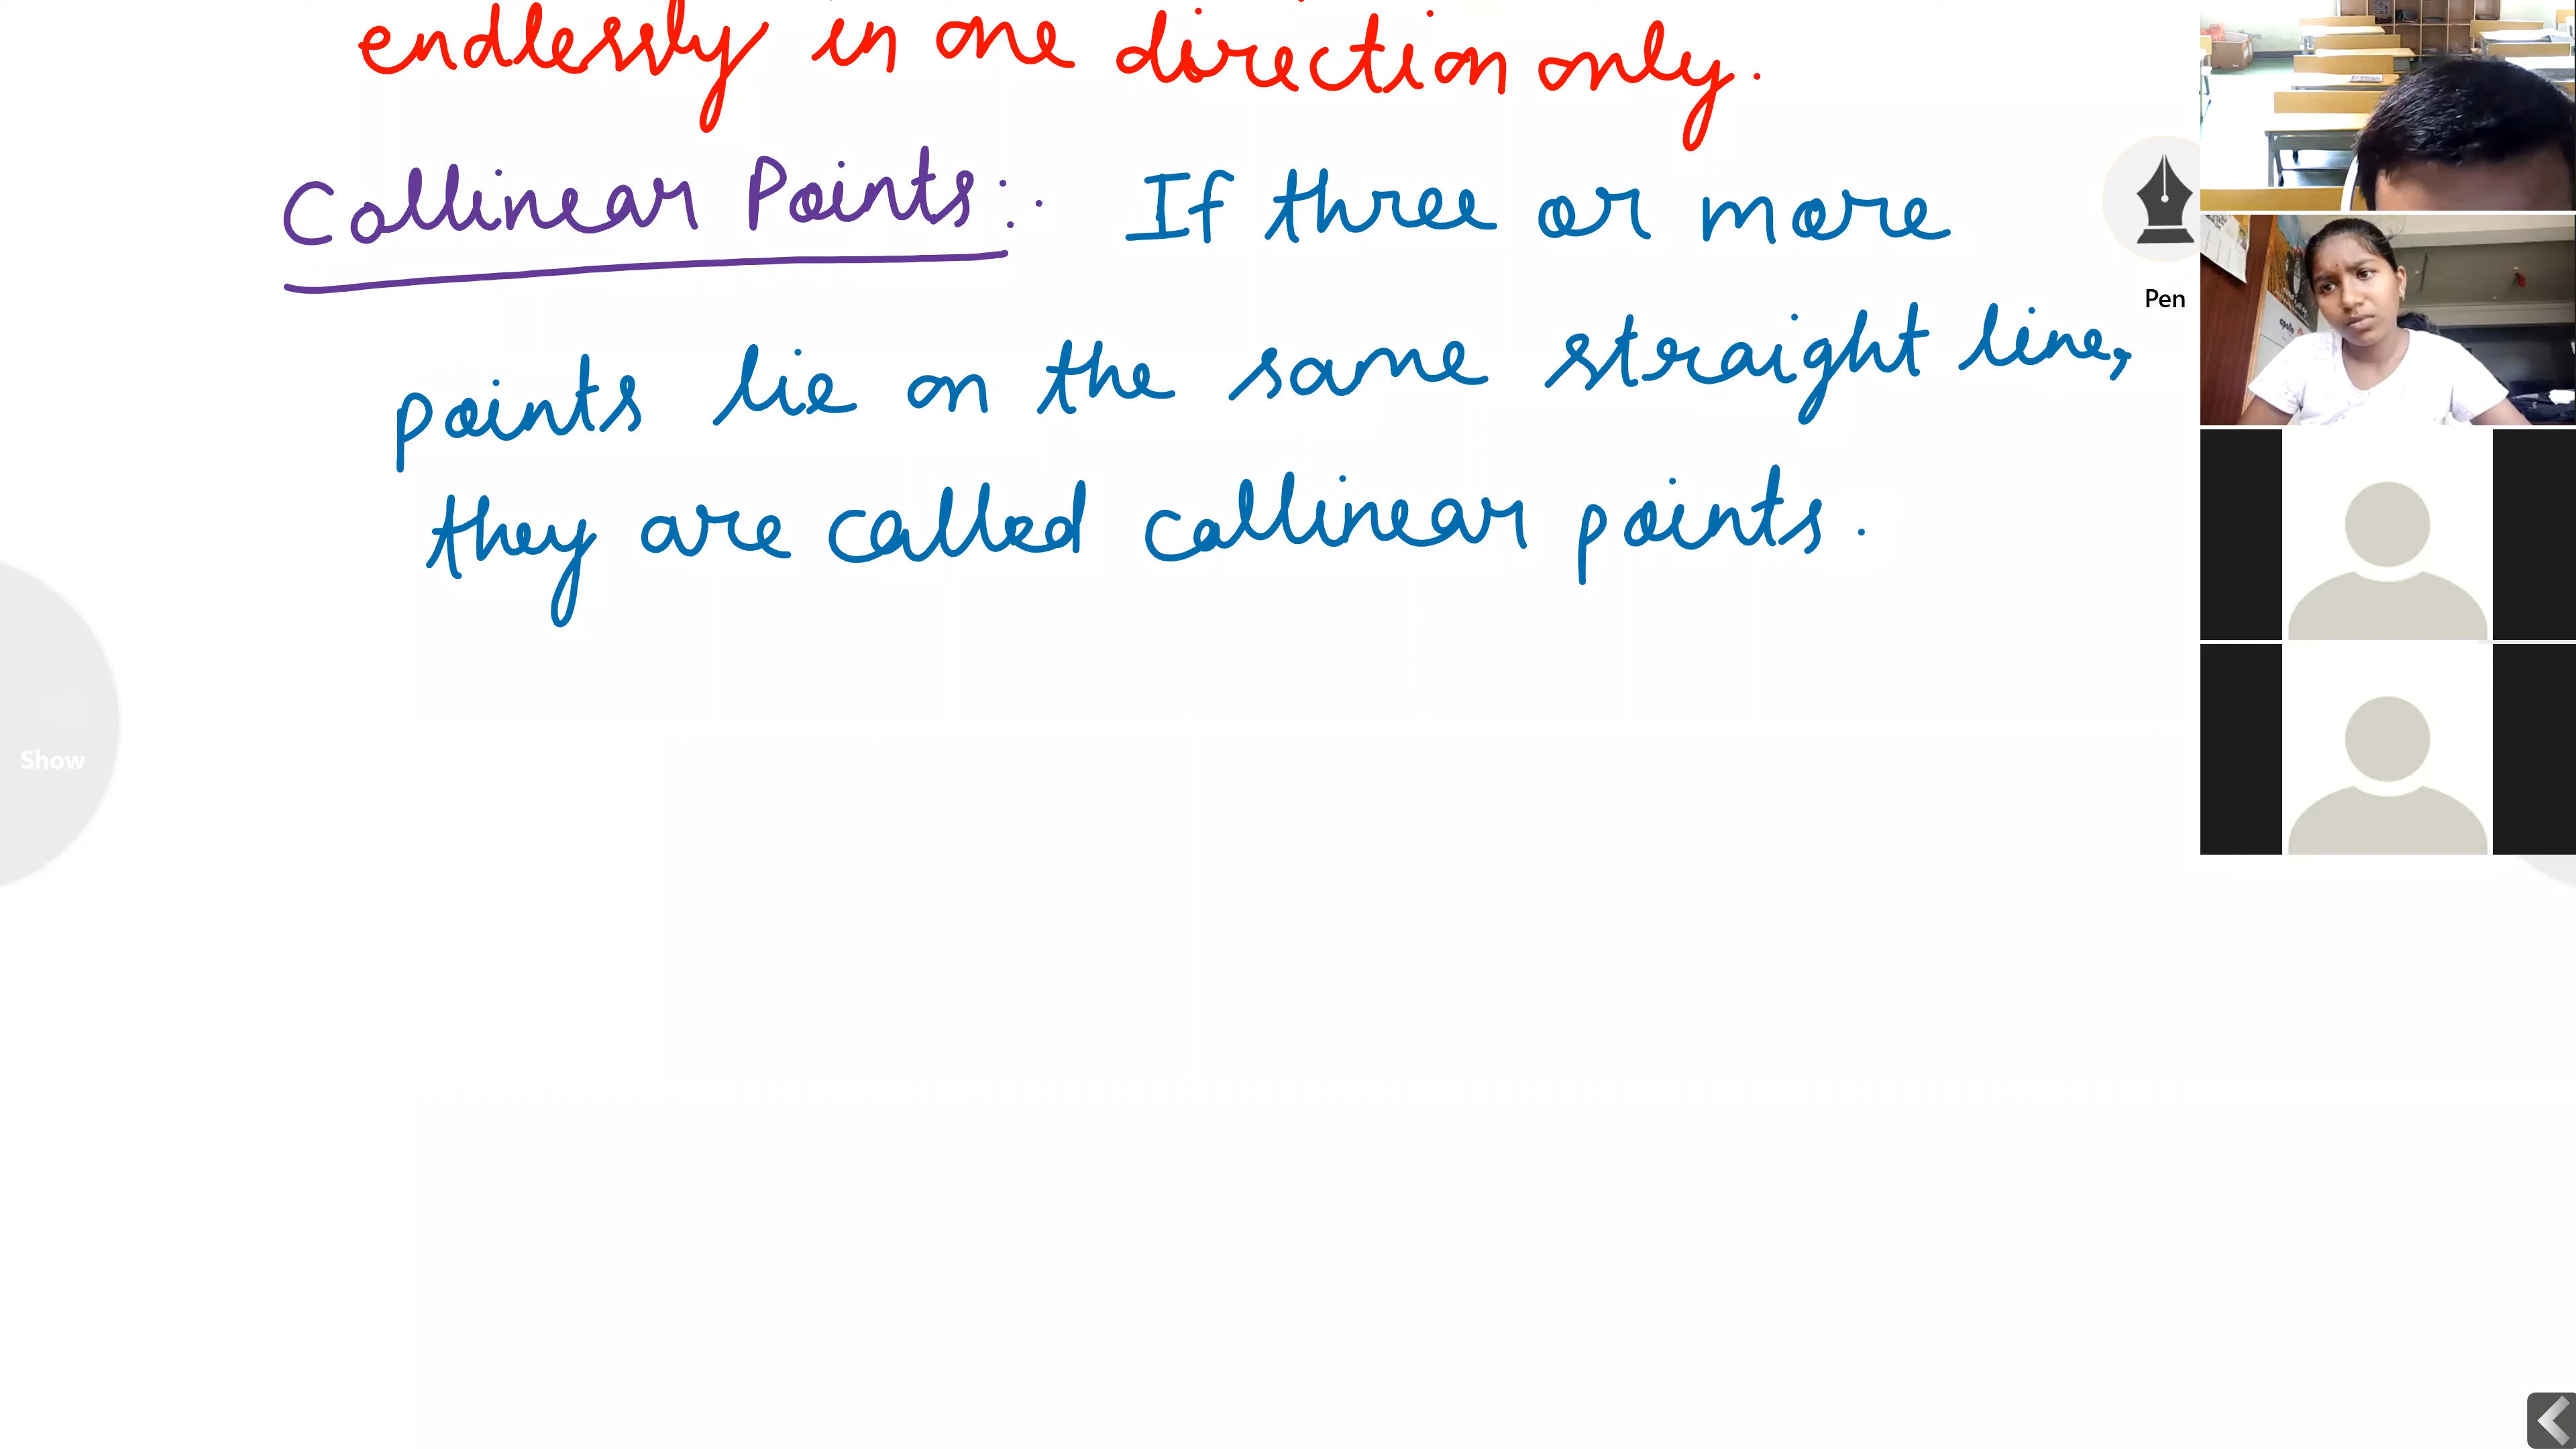 endlessly in one direction only.
Collinear Points:- If three or more
points lie on the same straight line,
they are called collinear points.
Pen
Show